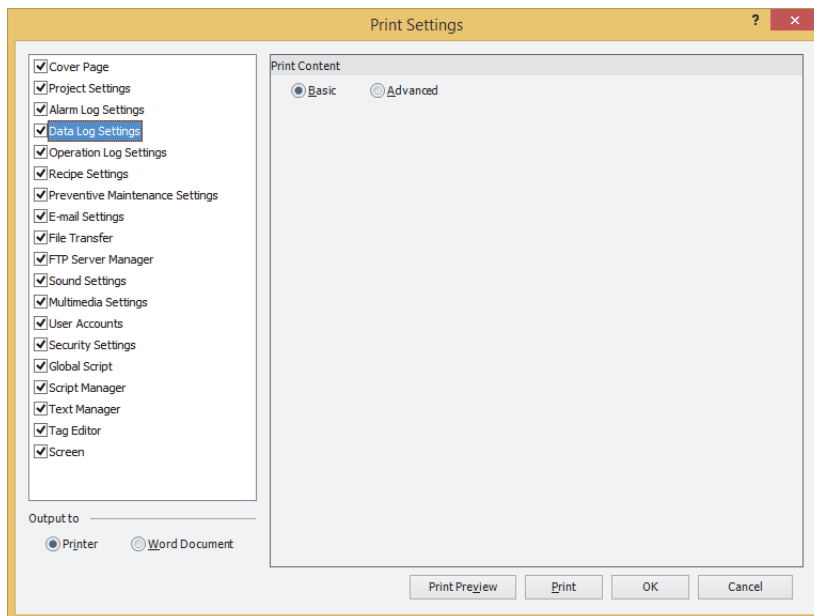 Print Settings
?
Cover Page
Project Settings
Alarm Log Settings
Data Log Settings
Operation Log Settings
Recipe Settings
Preventive Maintenance Settings
E-mail Settings
File Transfer
FTP Server Manager
Sound Settings
Multimedia Settings
User Accounts
Security Settings
Global Script
Script Manager
Text Manager
Tag Editor
Screen
Output to
Printer Word Document
Print Content
Basic Advanced
Print Preview Print OK Cancel